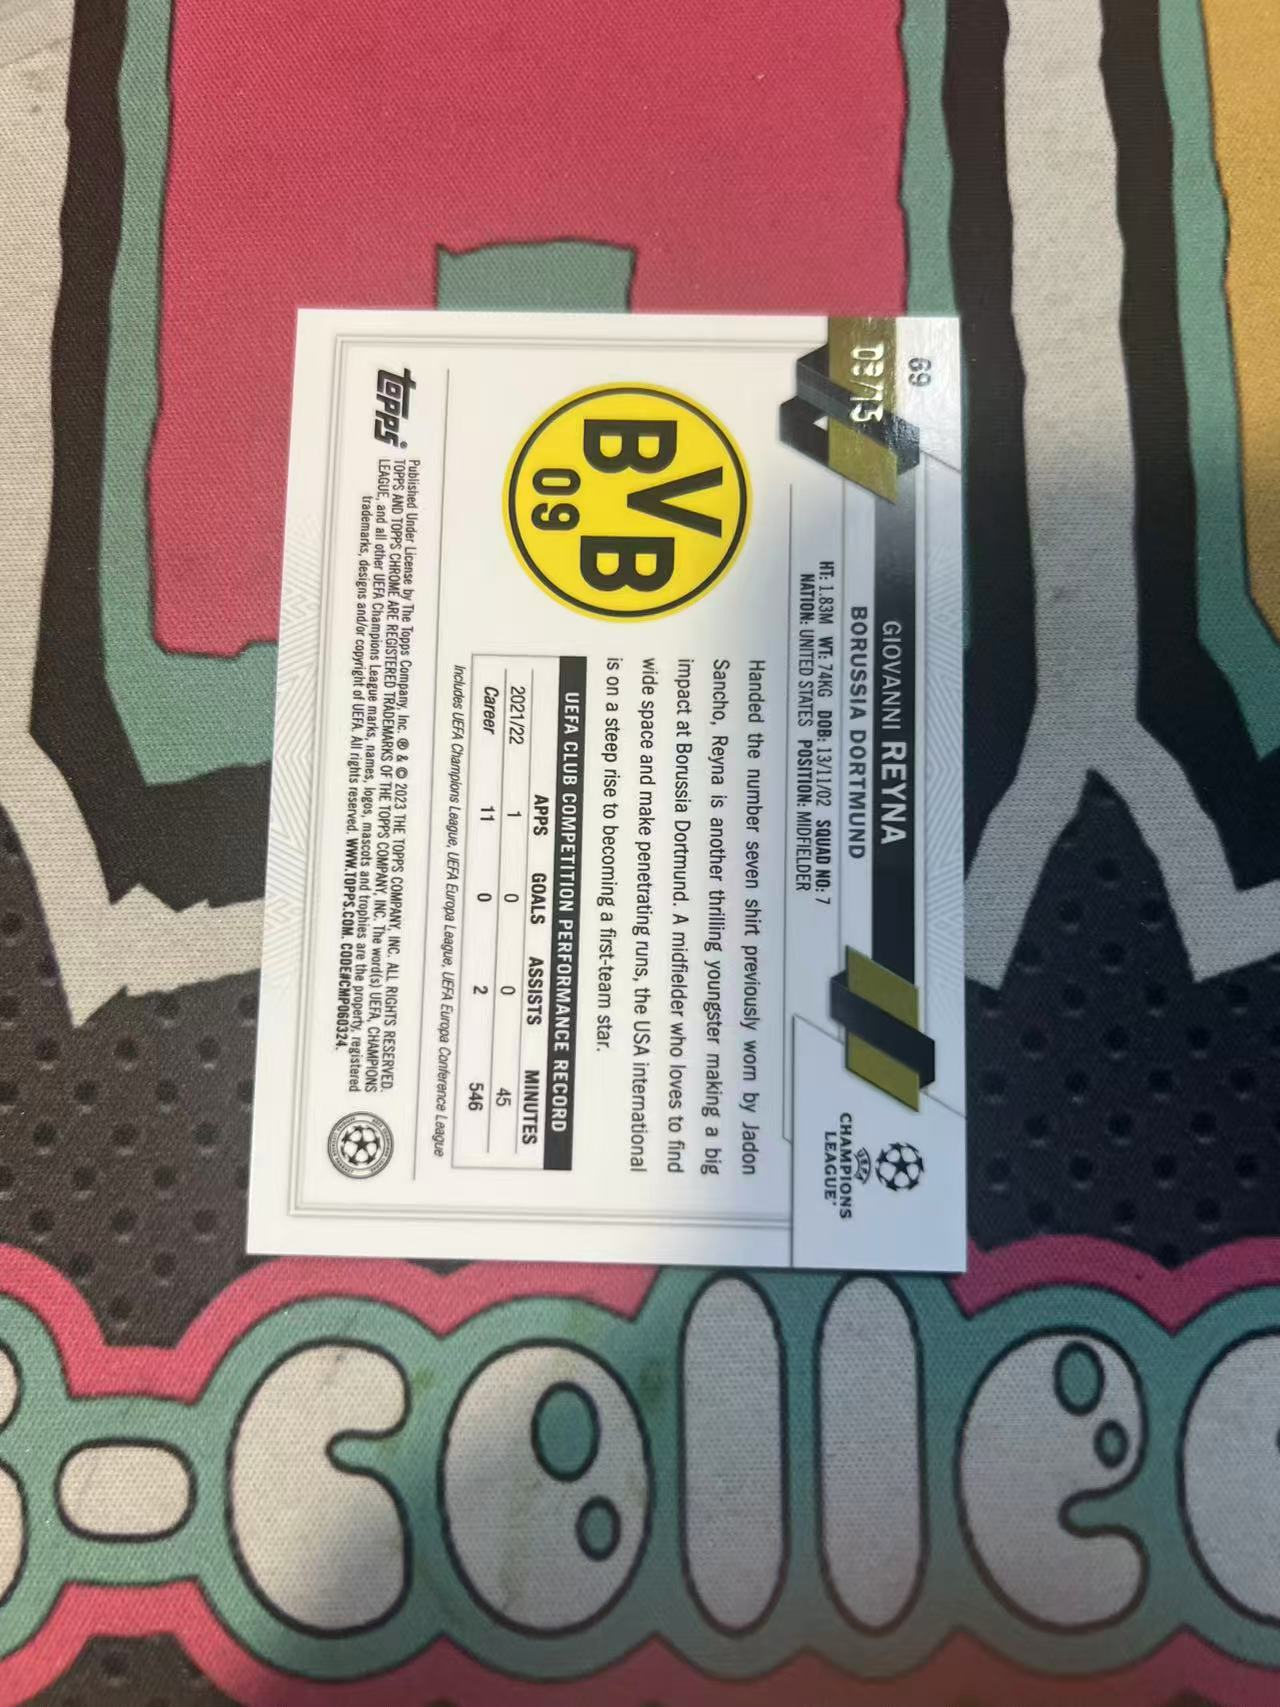 69
GIOVANNI REYNA
BORUSSIA DORTMUND
HT: 1.83M WT: 74KG DOB: 13/11/02 SQUAD NO: 7
NATION: UNITED STATES POSITION: MIDFIELDER
UEFA
CHAMPIONS
LEAGUE
BVB
09
Handed the number seven shirt previously worn by Jadon
Sancho, Reyna is another thrilling youngster making a big
impact at Borussia Dortmund. A midfielder who loves to find
wide space and make penetrating runs, the USA international
is on a steep rise to becoming a first-team star.
UEFA CLUB COMPETITION PERFORMANCE RECORD
APPS GOALS ASSISTS MINUTES
2021/22 1 0 0 45
Career 11 0 2 546
Includes UEFA Champions League, UEFA Europa League, UEFA Europa Conference League
topps®
Published Under License by The Topps Company, Inc. ® & © 2023 THE TOPPS COMPANY, INC. ALL RIGHTS RESERVED.
TOPPS AND TOPPS CHROME ARE REGISTERED TRADEMARKS OF THE TOPPS COMPANY, INC. The word(s) UEFA, CHAMPIONS
LEAGUE, and all other UEFA Champions League marks, names, logos, mascots and trophies are the property, registered
trademarks, designs and/or copyright of UEFA. All rights reserved. WWW.TOPPS.COM. CODE#CMP060324.